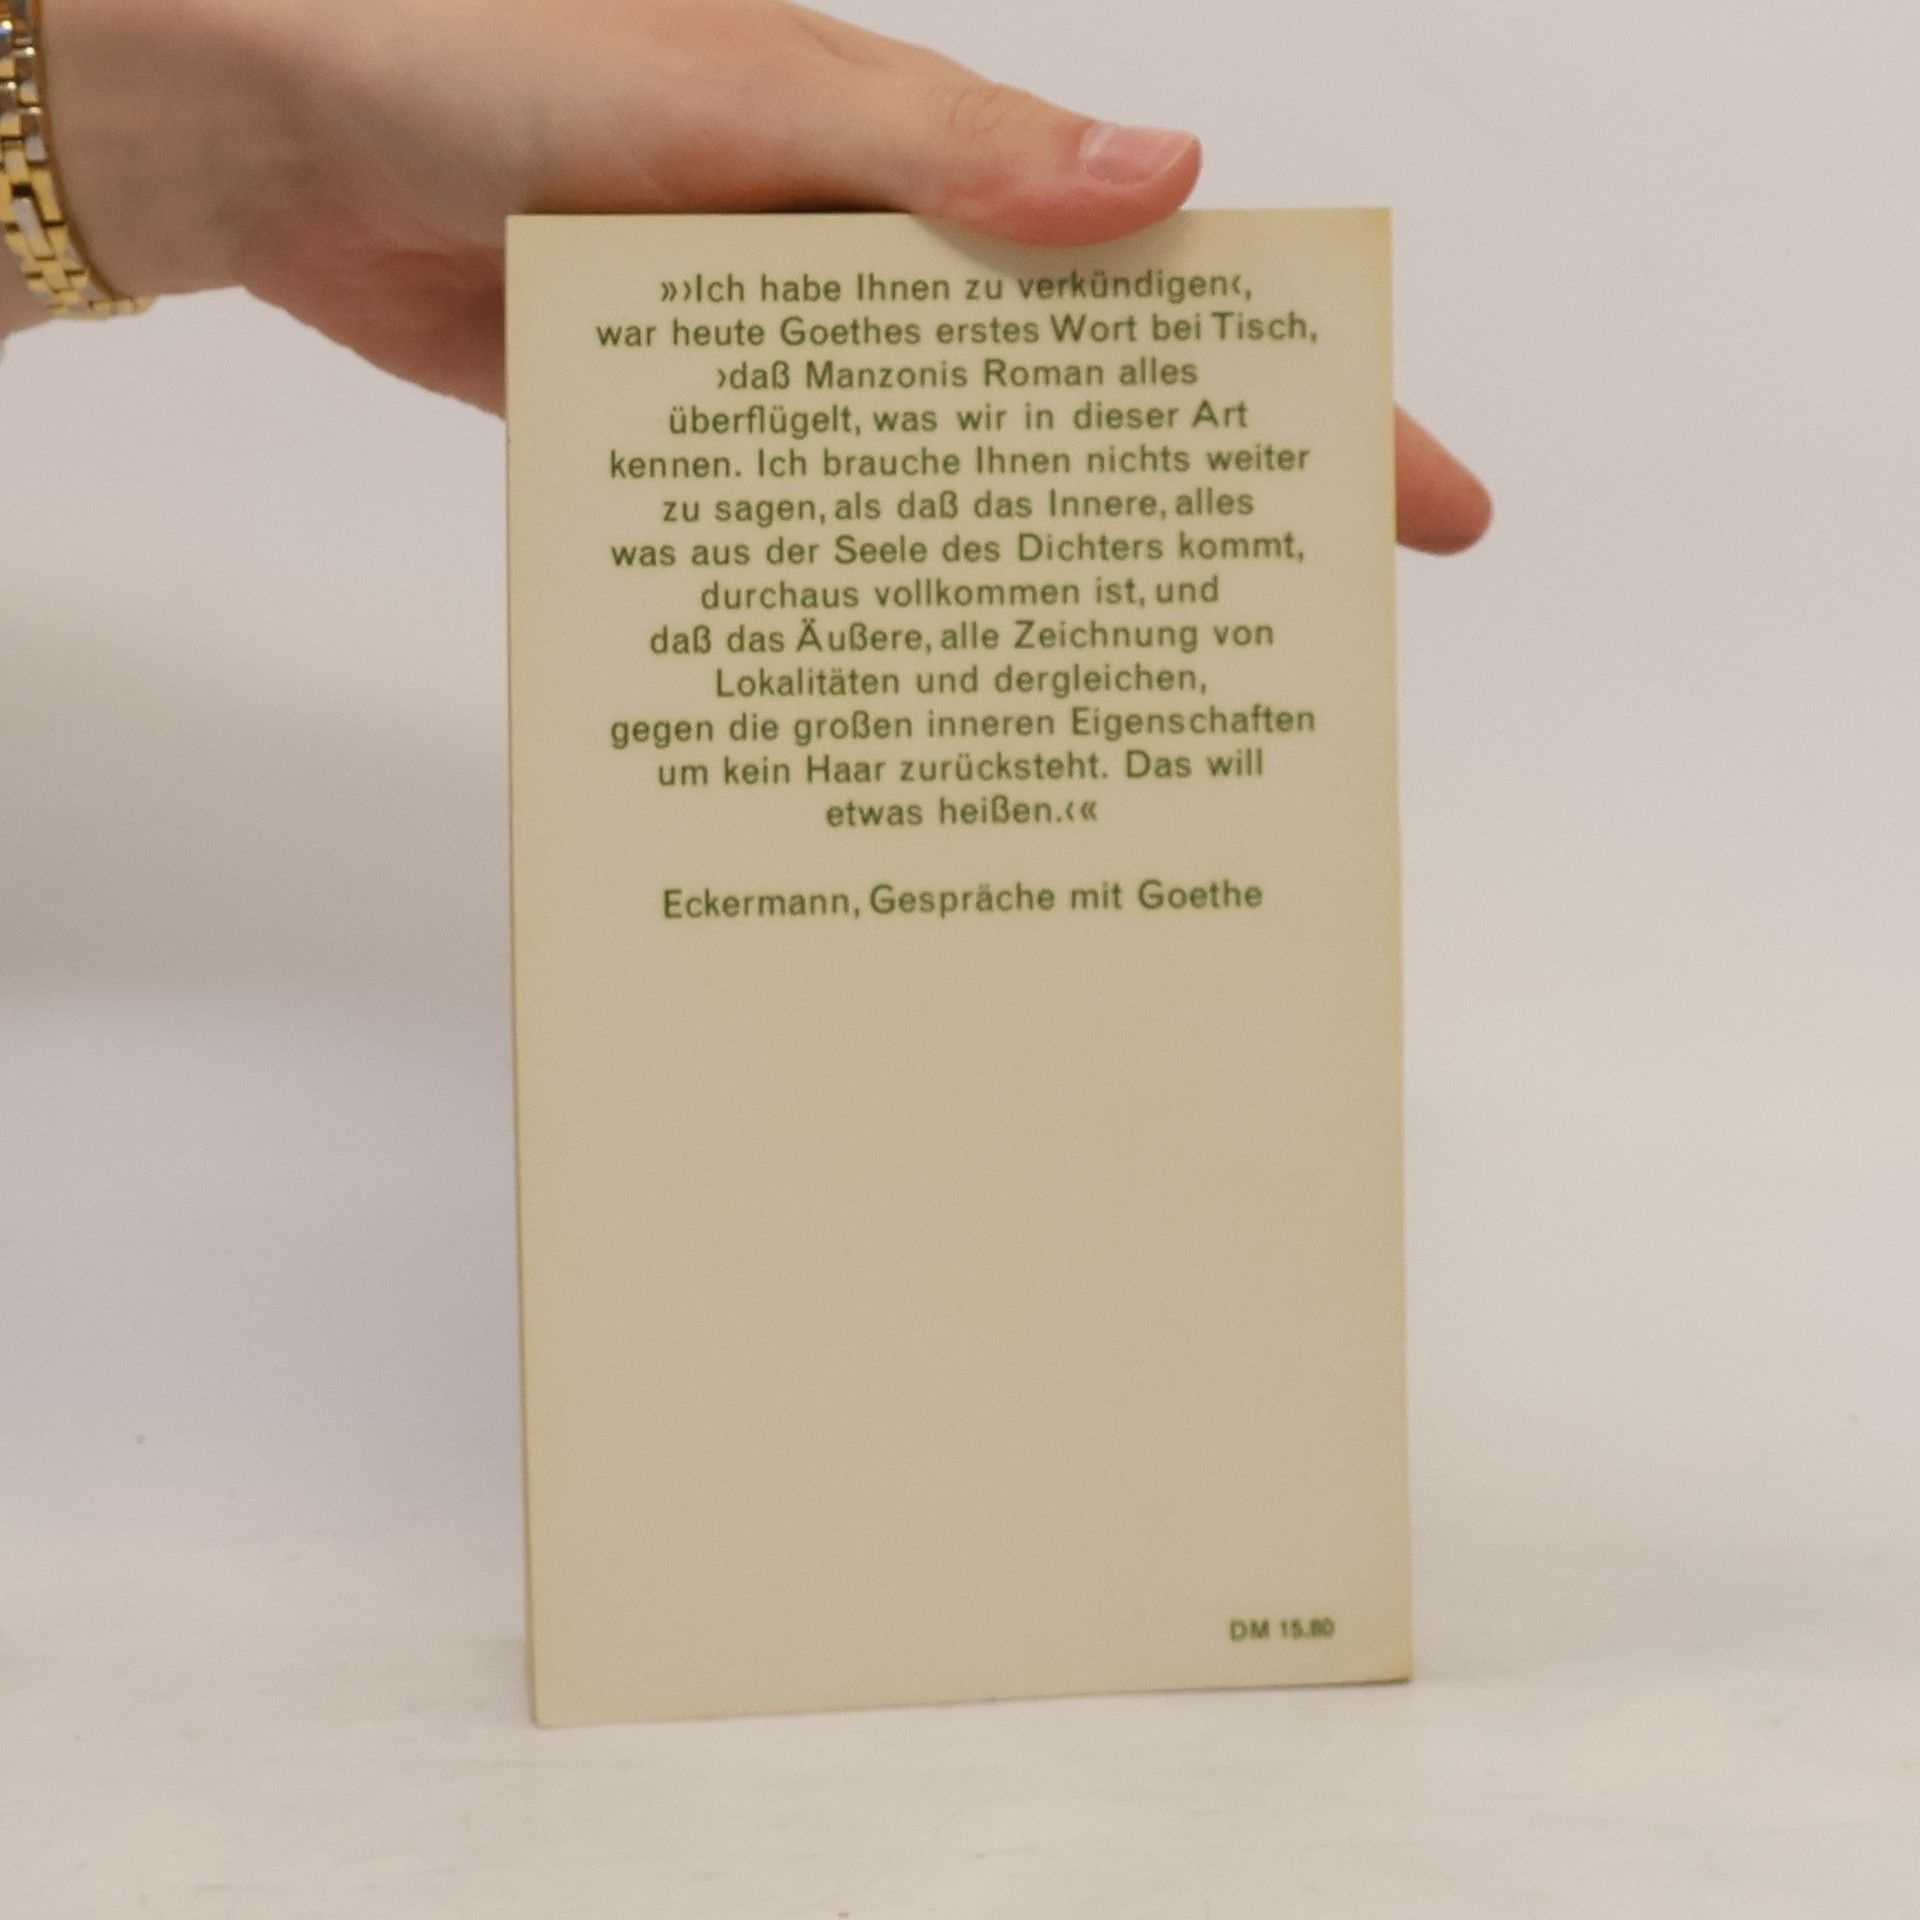 »›Ich habe Ihnen zu verkündigen‹,
war heute Goethes erstes Wort bei Tisch,
›daß Manzonis Roman alles
überflügelt, was wir in dieser Art
kennen. Ich brauche Ihnen nichts weiter
zu sagen, als daß das Innere, alles
was aus der Seele des Dichters kommt,
durchaus vollkommen ist, und
daß das Äußere, alle Zeichnung von
Lokalitäten und dergleichen,
gegen die großen inneren Eigenschaften
um kein Haar zurücksteht. Das will
etwas heißen.‹«
Eckermann, Gespräche mit Goethe
DM 15.80